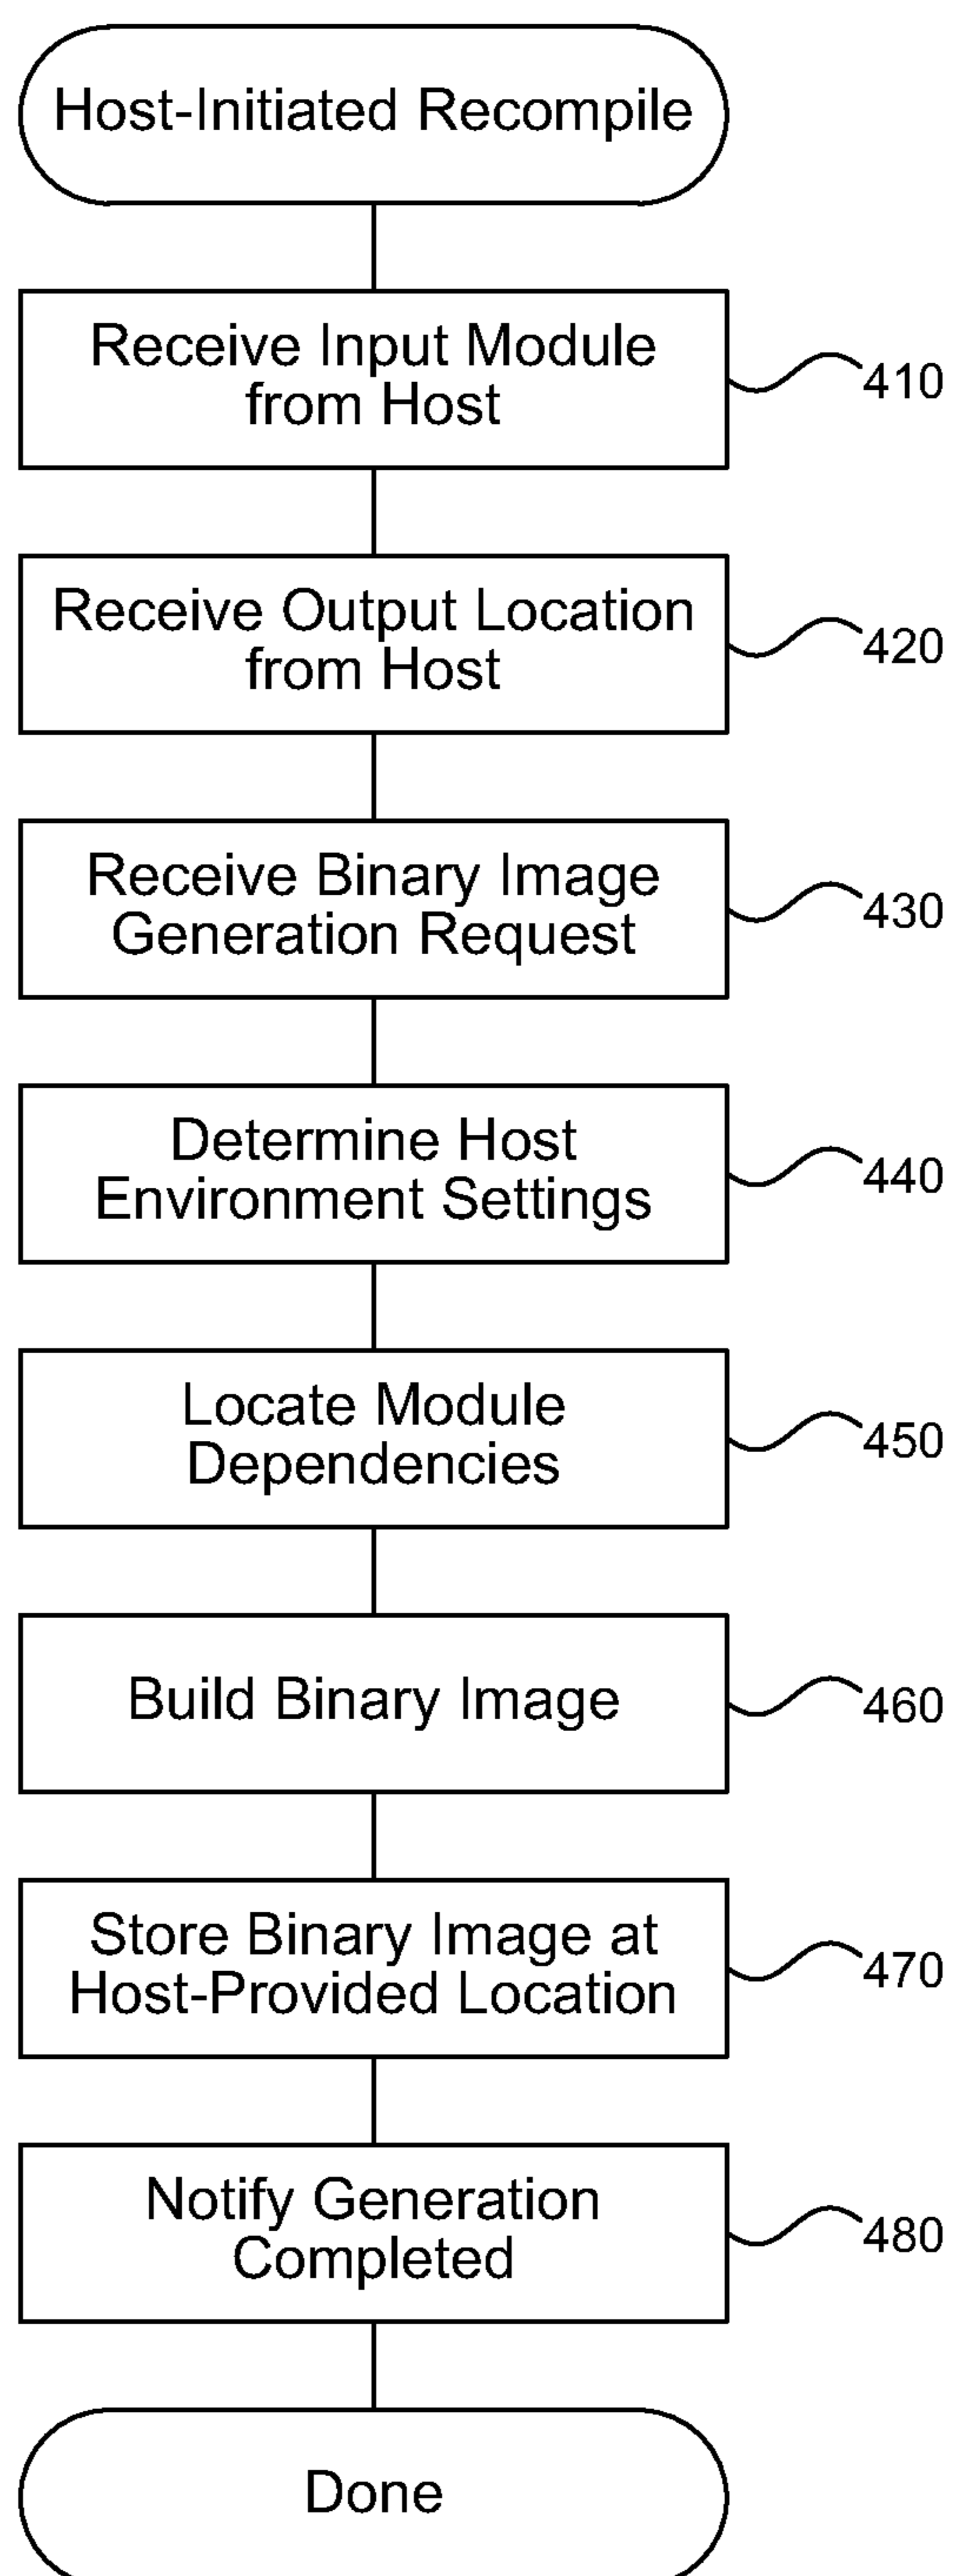 Host-Initiated Recompile
Receive Input Module
from Host
410
Receive Output Location
from Host
420
Receive Binary Image
Generation Request
430
Determine Host
Environment Settings
440
Locate Module
Dependencies
450
Build Binary Image
460
Store Binary Image at
Host-Provided Location
470
Notify Generation
Completed
480
Done